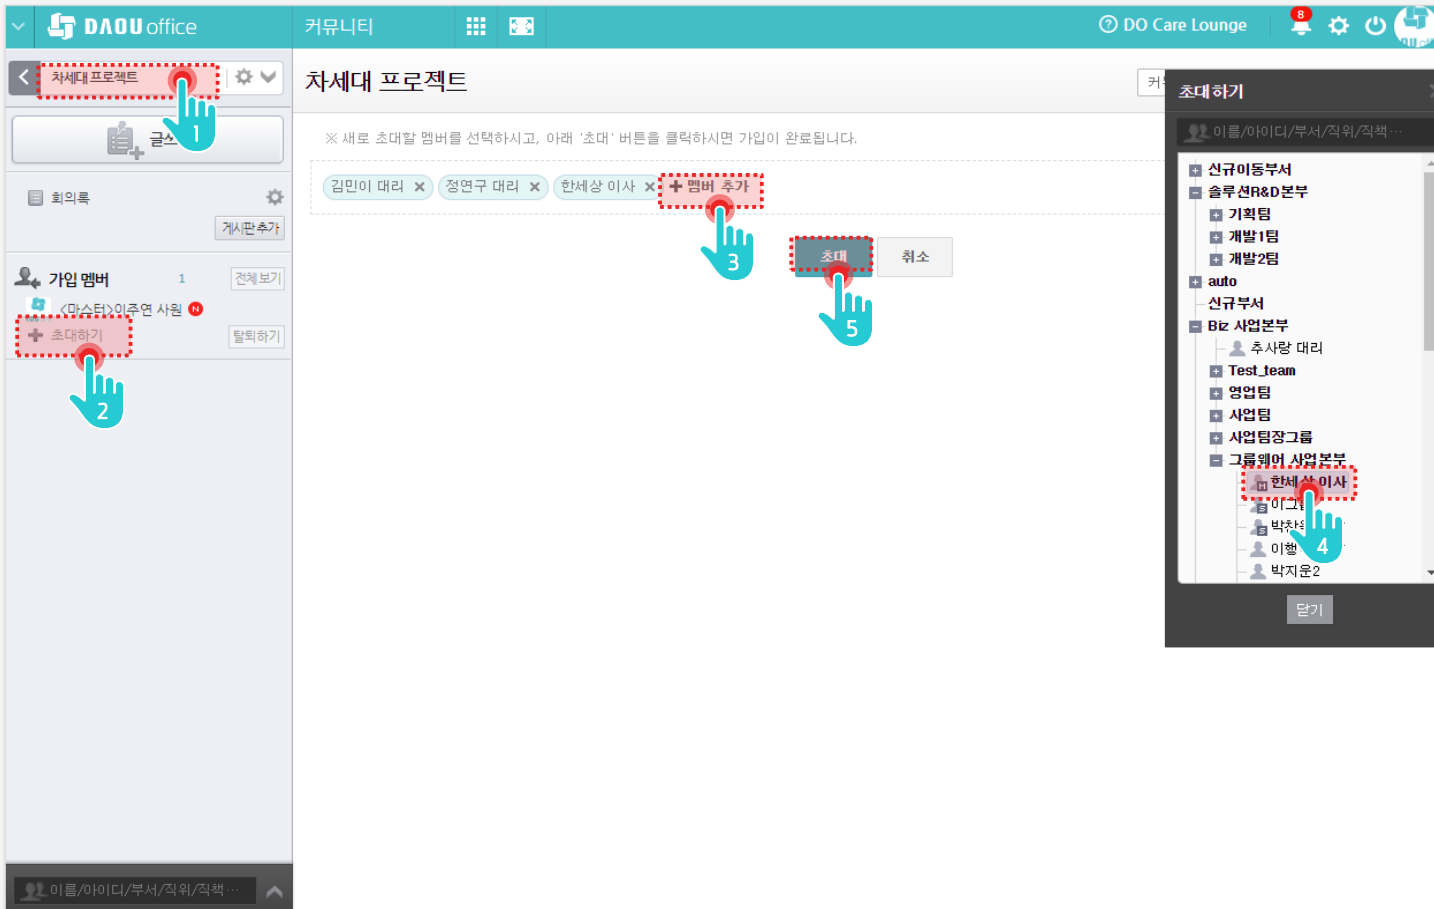 DAOU office
커뮤니티
DO Care Lounge
8
차세대 프로젝트
1
회의록
게시판 추가
가입 멤버 1 전체 보기
<마스터>이주연 사원 N
+ 초대하기
탈퇴하기
2
이름/아이디/부서/직위/직책...
차세대 프로젝트
※ 새로 초대할 멤버를 선택하시고, 아래 '초대' 버튼을 클릭하시면 가입이 완료됩니다.
김민이 대리 × 정연구 대리 × 한세상 이사 × + 멤버 추가
3
초대 취소
5
초대하기
이름/아이디/부서/직위/직책...
신규이동부서
솔루션R&D본부
기획팀
개발1팀
개발2팀
auto
신규부서
Biz 사업본부
추사랑 대리
Test_team
영업팀
사업팀
사업팀장그룹
그룹웨어 사업본부
한세상 이사
4
이행
박지운2
닫기